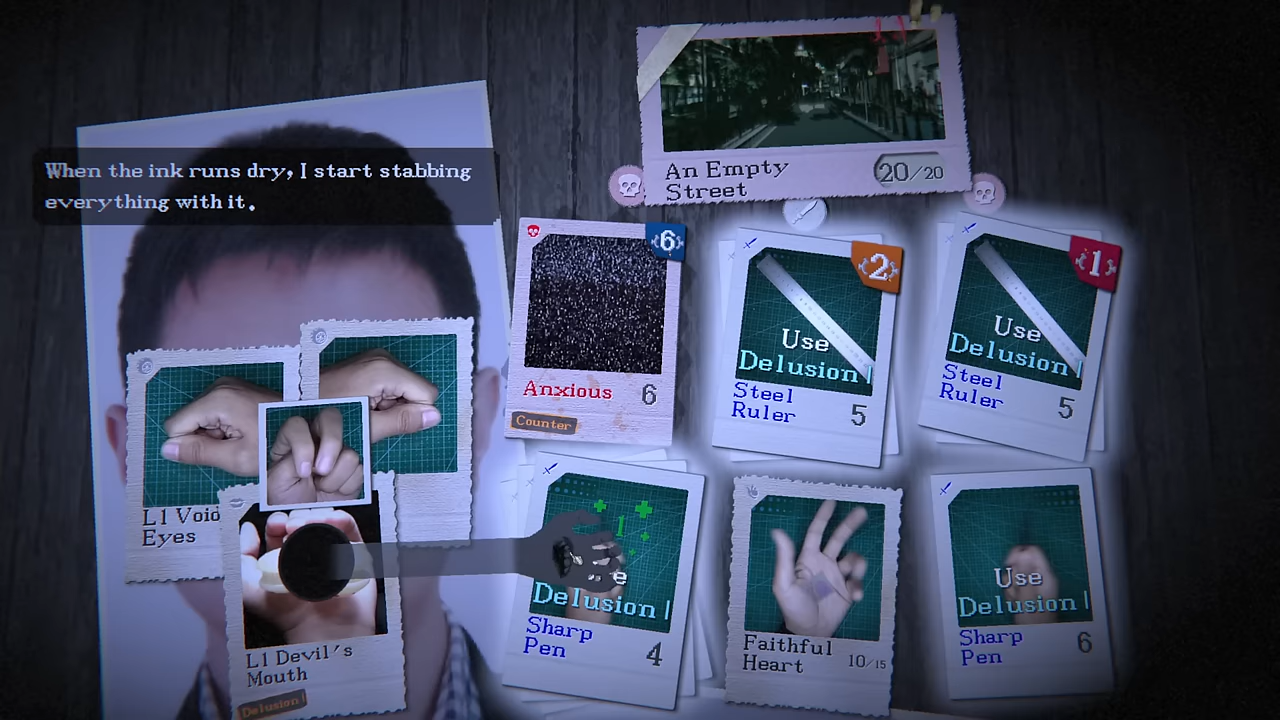 When the ink runs dry, I start stabbing
everything with it.
An Empty
Street
20/20
6
Anxious 6
Counter
2
Use
Delusion
Steel
Ruler 5
1
Use
Delusion
Steel
Ruler 5
L1 Void
Eyes
L1 Devil's
Mouth
Delusion
1
Delusion
Sharp
Pen 4
Faithful
Heart 10/15
Use
Delusion
Sharp
Pen 6